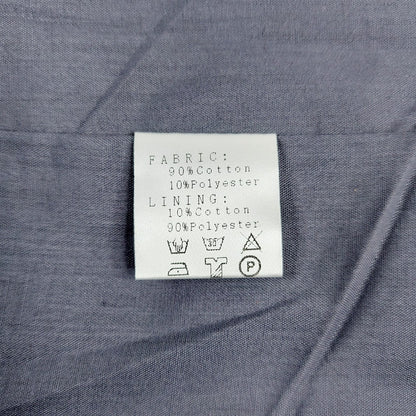 FABRIC:
90%Cotton
10%Polyester
LINING:
10%Cotton
90%Polyester
P